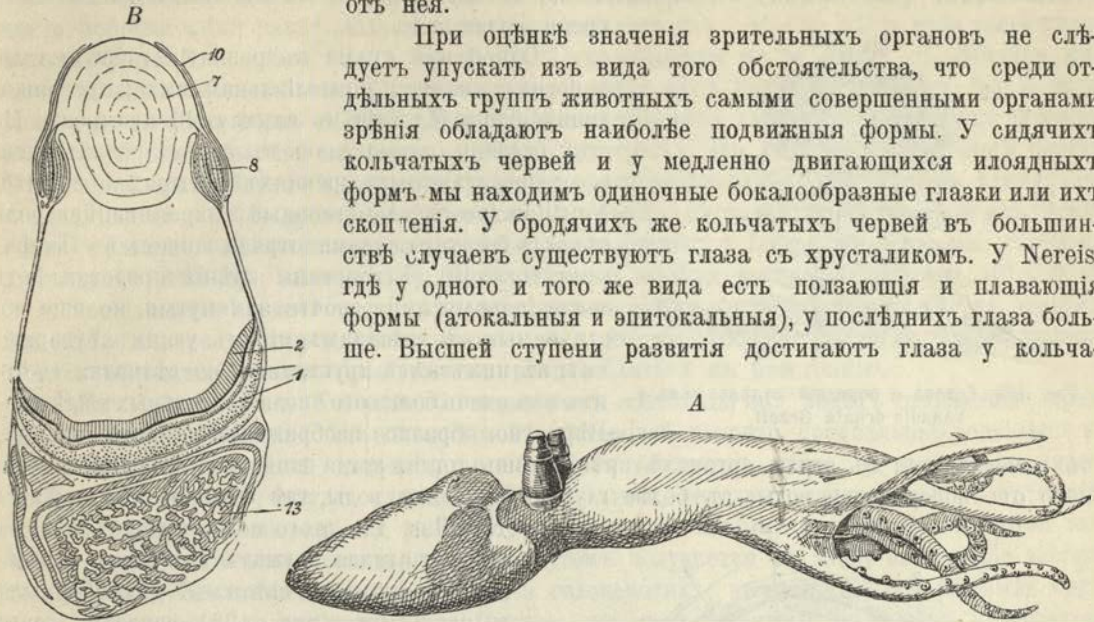 B
отъ нея.
При оцѣнкѣ значенія зрительныхъ органовъ не слѣ-
дуетъ упускать изъ вида того обстоятельства, что среди от-
дѣльныхъ группъ животныхъ самыми совершенными органами
зрѣнія обладаютъ наиболѣе подвижныя формы. У сидячихъ
кольчатыхъ червей и у медленно двигающихся илоядныхъ
формъ мы находимъ одиночные бокалообразные глазки или ихъ
скопленія. У бродячихъ же кольчатыхъ червей въ большин-
ствѣ случаевъ существуютъ глаза съ хрусталикомъ. У Nereis
гдѣ у одного и того же вида есть ползающія и плавающія
формы (атокальныя и эпитокальныя), у послѣднихъ глаза боль-
ше. Высшей ступени развитія достигаютъ глаза у кольча-
10
7
8
2
13
A